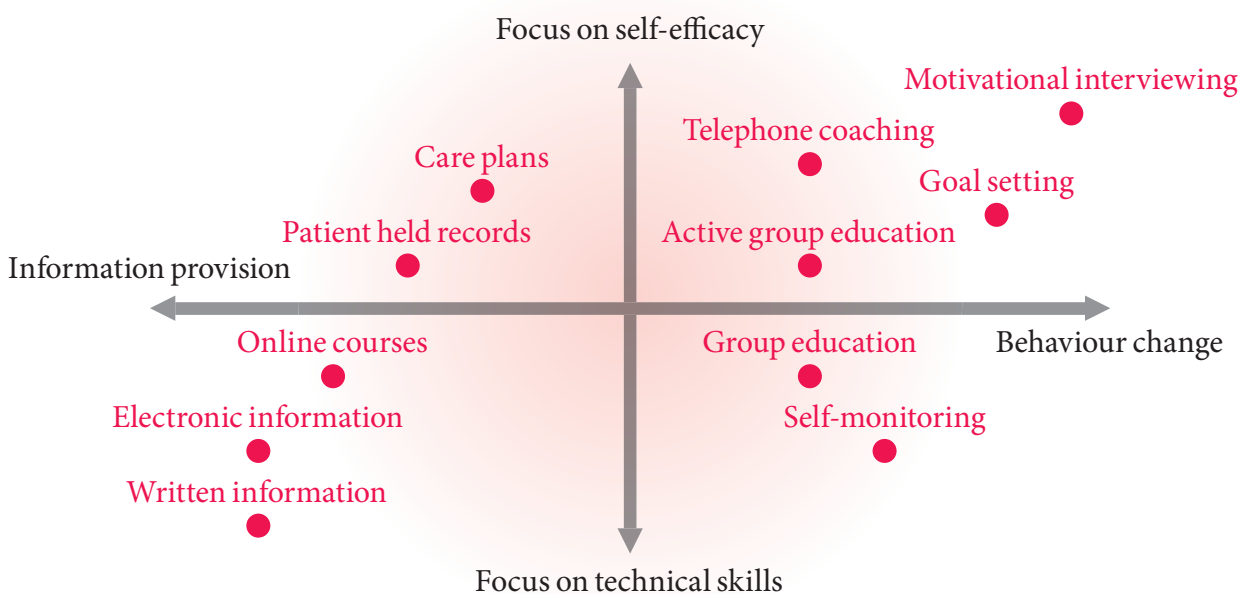 Focus on self-efficacy
Motivational interviewing
Telephone coaching
Care plans
Goal setting
Patient held records
Active group education
Information provision
Online courses
Group education
Behaviour change
Electronic information
Self-monitoring
Written information
Focus on technical skills